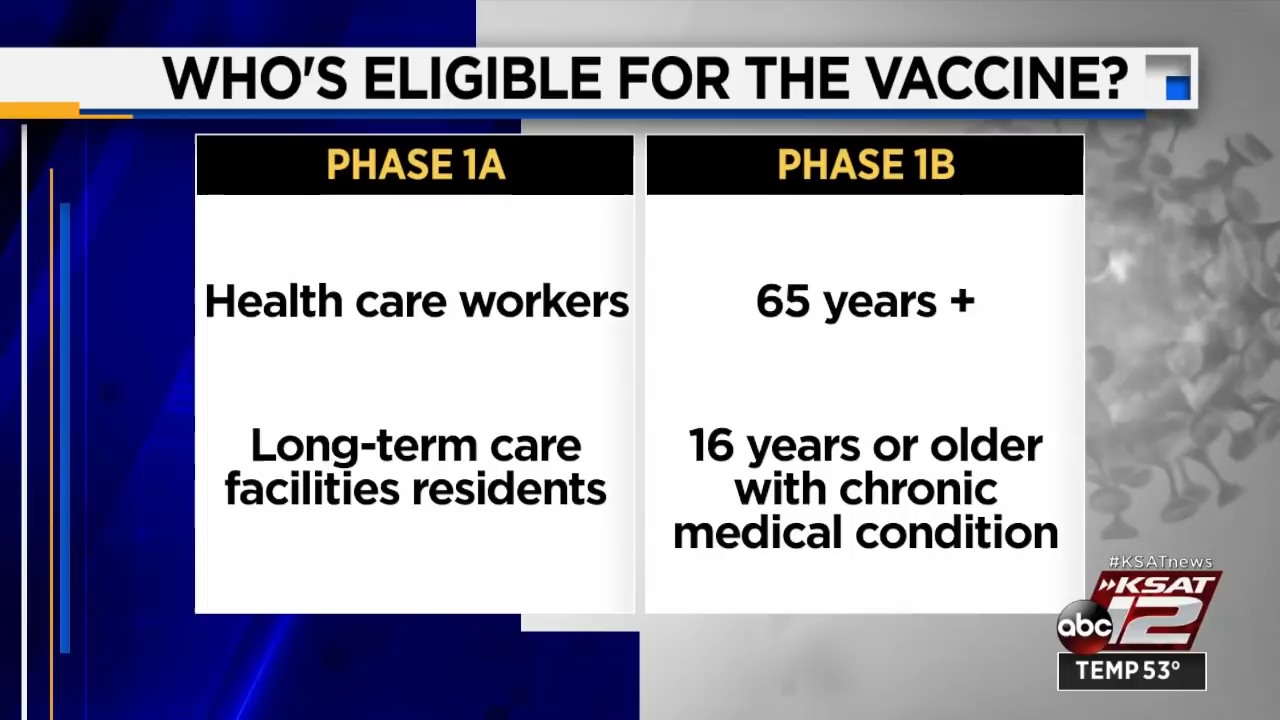 WHO'S ELIGIBLE FOR THE VACCINE?
PHASE 1A
Health care workers
Long-term care
facilities residents
PHASE 1B
65 years +
16 years or older
with chronic
medical condition
#KSATnews
KSAT
abc 12
TEMP 53°